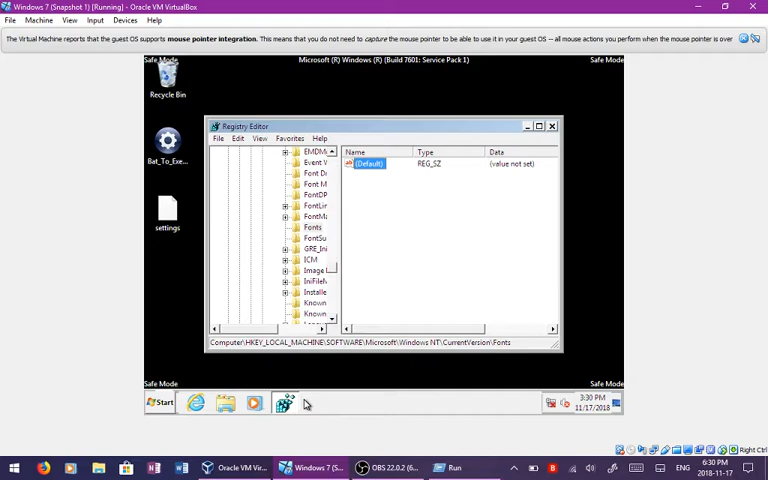 Windows 7 (Snapshot 1) [Running] - Oracle VM VirtualBox
File Machine View Input Devices Help
The Virtual Machine reports that the guest OS supports mouse pointer integration. This means that you do not need to capture the mouse pointer to be able to use it in your guest OS -- all mouse actions you perform when the mouse pointer is over
Safe Mode Microsoft (R) Windows (R) (Build 7601: Service Pack 1) Safe Mode
Recycle Bin
Bat_To_Exe...
settings
Registry Editor
File Edit View Favorites Help
Name Type Data
(Default) REG_SZ (value not set)
EMDM
Event V
Font Dr
Font M
FontDP
FontLin
FontMa
Fonts
FontSu
GRE_Ini
ICM
Image
IniFileM
Installe
Known
Known
Computer\HKEY_LOCAL_MACHINE\SOFTWARE\Microsoft\Windows NT\CurrentVersion\Fonts
Safe Mode Safe Mode
Start
3:30 PM
11/17/2018
Right Ctrl
Oracle VM Vir...
Windows 7 (S...
OBS 22.0.2 (6...
Run
ENG
6:30 PM
2018-11-17